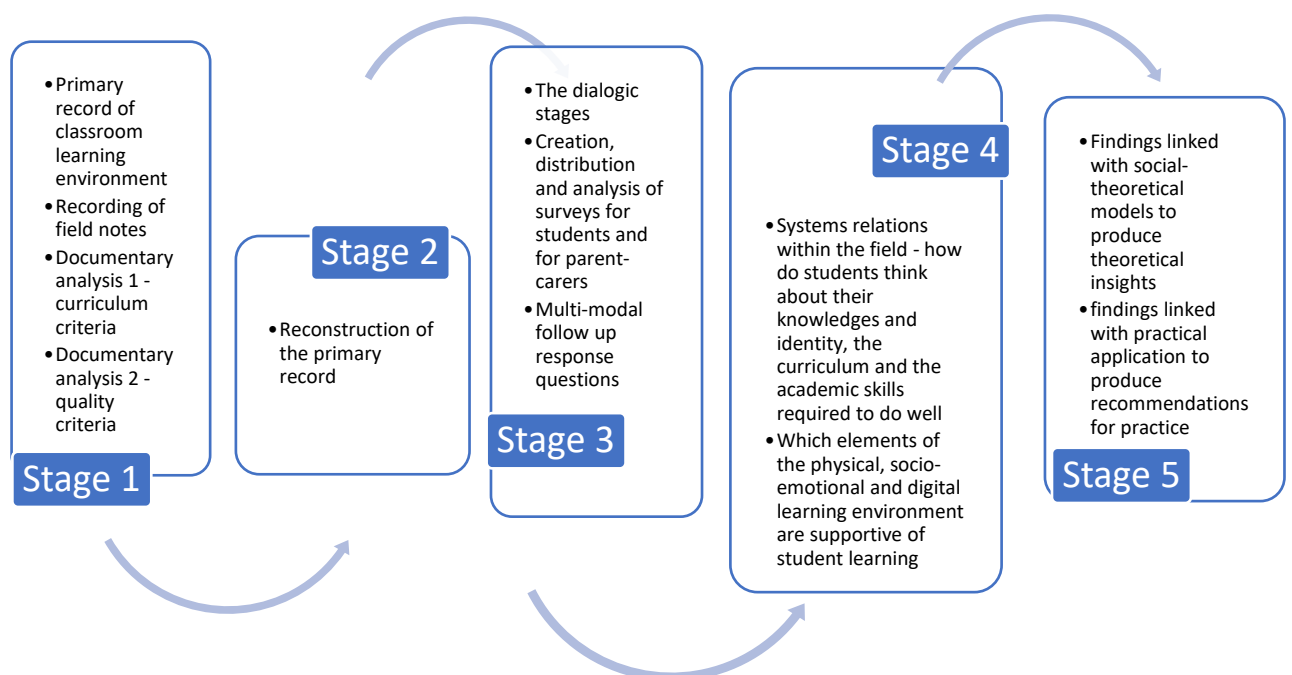 •Primary
record of
classroom
learning
environment
•Recording of
field notes
•Documentary
analysis 1 -
curriculum
criteria
•Documentary
analysis 2 -
quality
criteria
Stage 1
Stage 2
•Reconstruction of
the primary
record
•The dialogic
stages
•Creation,
distribution
and analysis of
surveys for
students and
for parent-
carers
•Multi-modal
follow up
response
questions
Stage 3
Stage 4
•Systems relations
within the field - how
do students think
about their
knowledges and
identity, the
curriculum and the
academic skills
required to do well
•Which elements of
the physical, socio-
emotional and digital
learning environment
are supportive of
student learning
•Findings linked
with social-
theoretical
models to
produce
theoretical
insights
•findings linked
with practical
application to
produce
recommendations
for practice
Stage 5